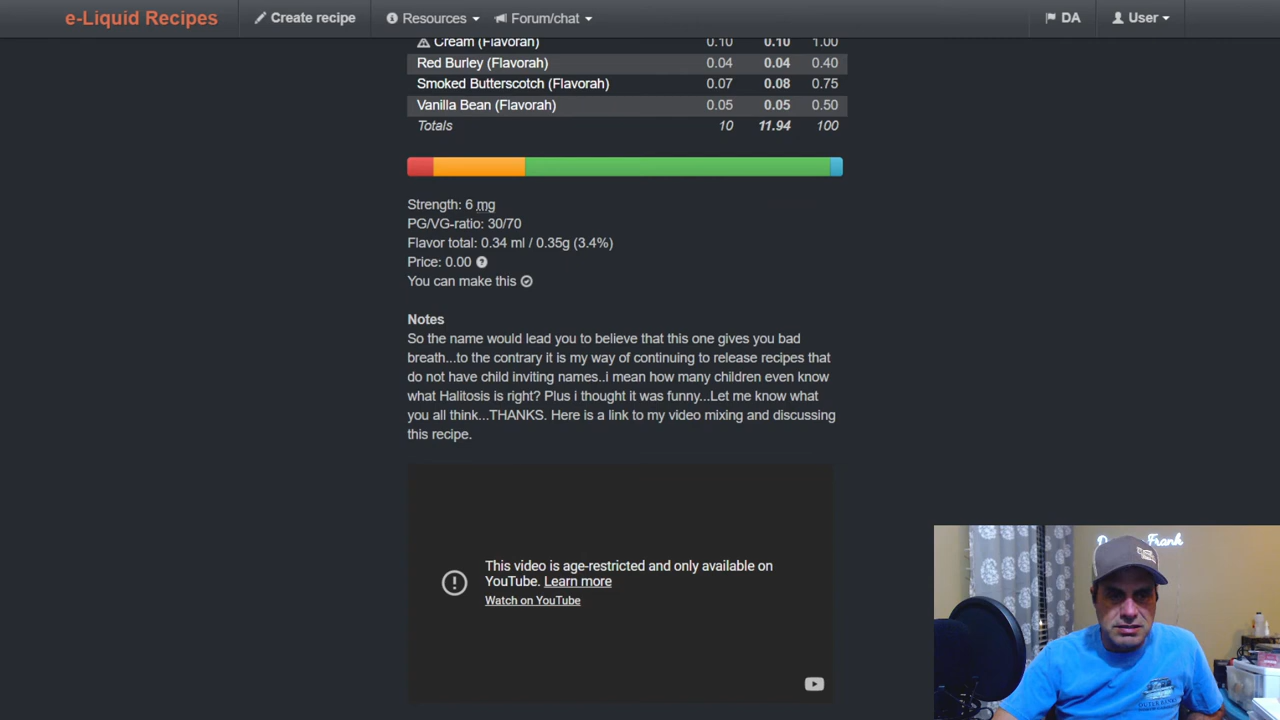 e-Liquid Recipes Create recipe Resources Forum/chat DA User
Cream (Flavorah) 0.10 0.10 1.00
Red Burley (Flavorah) 0.04 0.04 0.40
Smoked Butterscotch (Flavorah) 0.07 0.08 0.75
Vanilla Bean (Flavorah) 0.05 0.05 0.50
Totals 10 11.94 100
Strength: 6 mg
PG/VG-ratio: 30/70
Flavor total: 0.34 ml / 0.35g (3.4%)
Price: 0.00
You can make this
Notes
So the name would lead you to believe that this one gives you bad
breath...to the contrary it is my way of continuing to release recipes that
do not have child inviting names..i mean how many children even know
what Halitosis is right? Plus i thought it was funny...Let me know what
you all think...THANKS. Here is a link to my video mixing and discussing
this recipe.
This video is age-restricted and only available on
YouTube. Learn more
Watch on YouTube
Frank